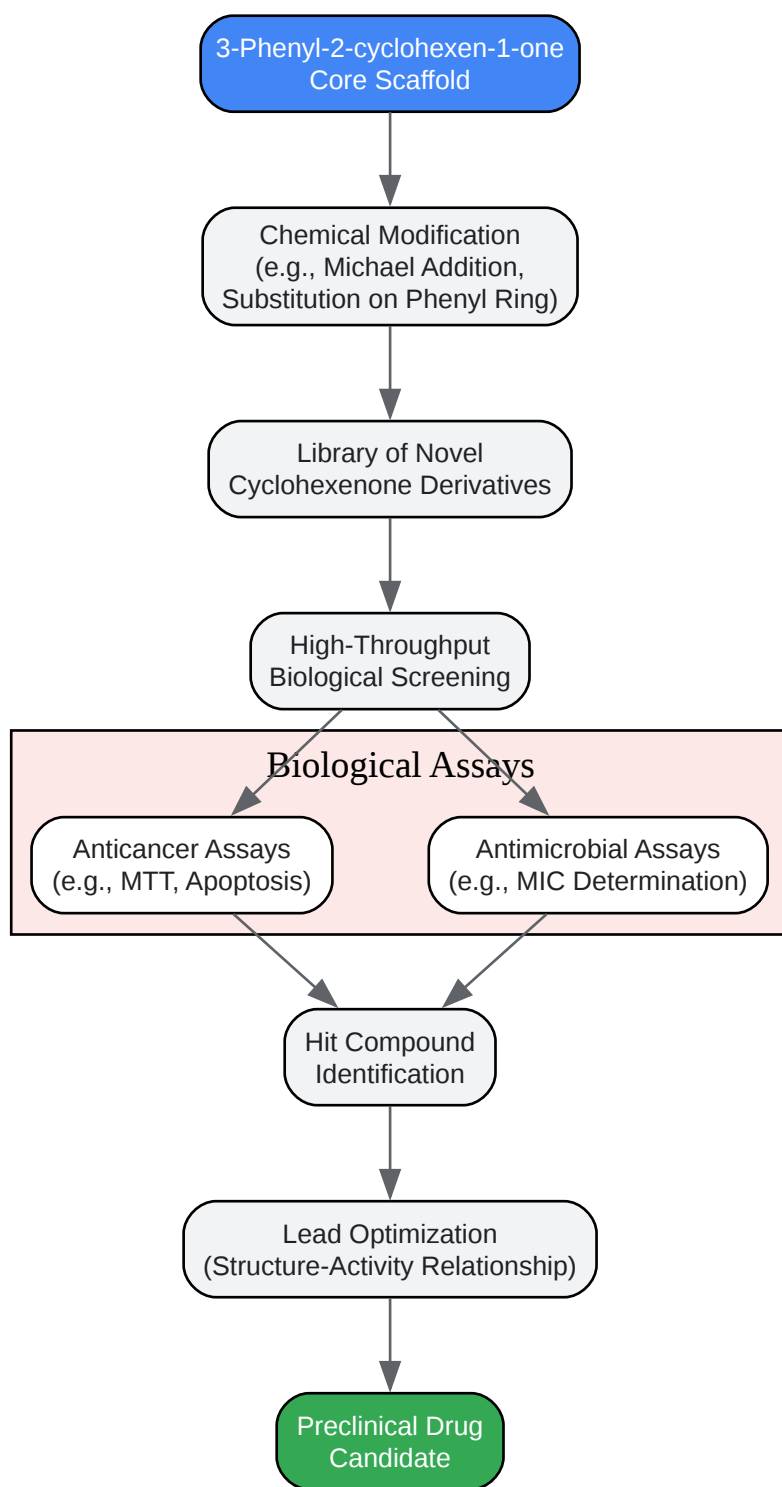 3-Phenyl-2-cyclohexen-1-one
Core Scaffold
Chemical Modification
(e.g., Michael Addition,
Substitution on Phenyl Ring)
Library of Novel
Cyclohexenone Derivatives
High-Throughput
Biological Screening
Biological Assays
Anticancer Assays
(e.g., MTT, Apoptosis)
Antimicrobial Assays
(e.g., MIC Determination)
Hit Compound
Identification
Lead Optimization
(Structure-Activity Relationship)
Preclinical Drug
Candidate